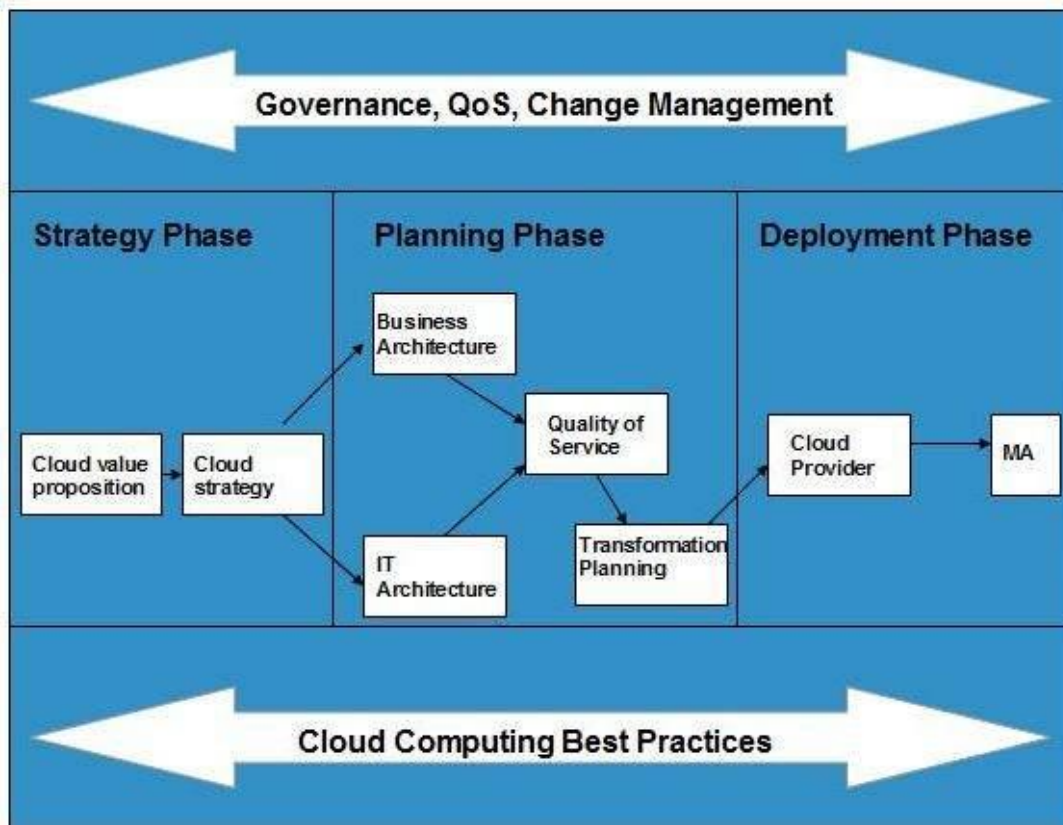 Governance, QoS, Change Management
Strategy Phase
Planning Phase
Deployment Phase
Business
Architecture
Quality of
Service
Cloud
Provider
MA
Cloud value
proposition
Cloud
strategy
IT
Architecture
Transformation
Planning
Cloud Computing Best Practices